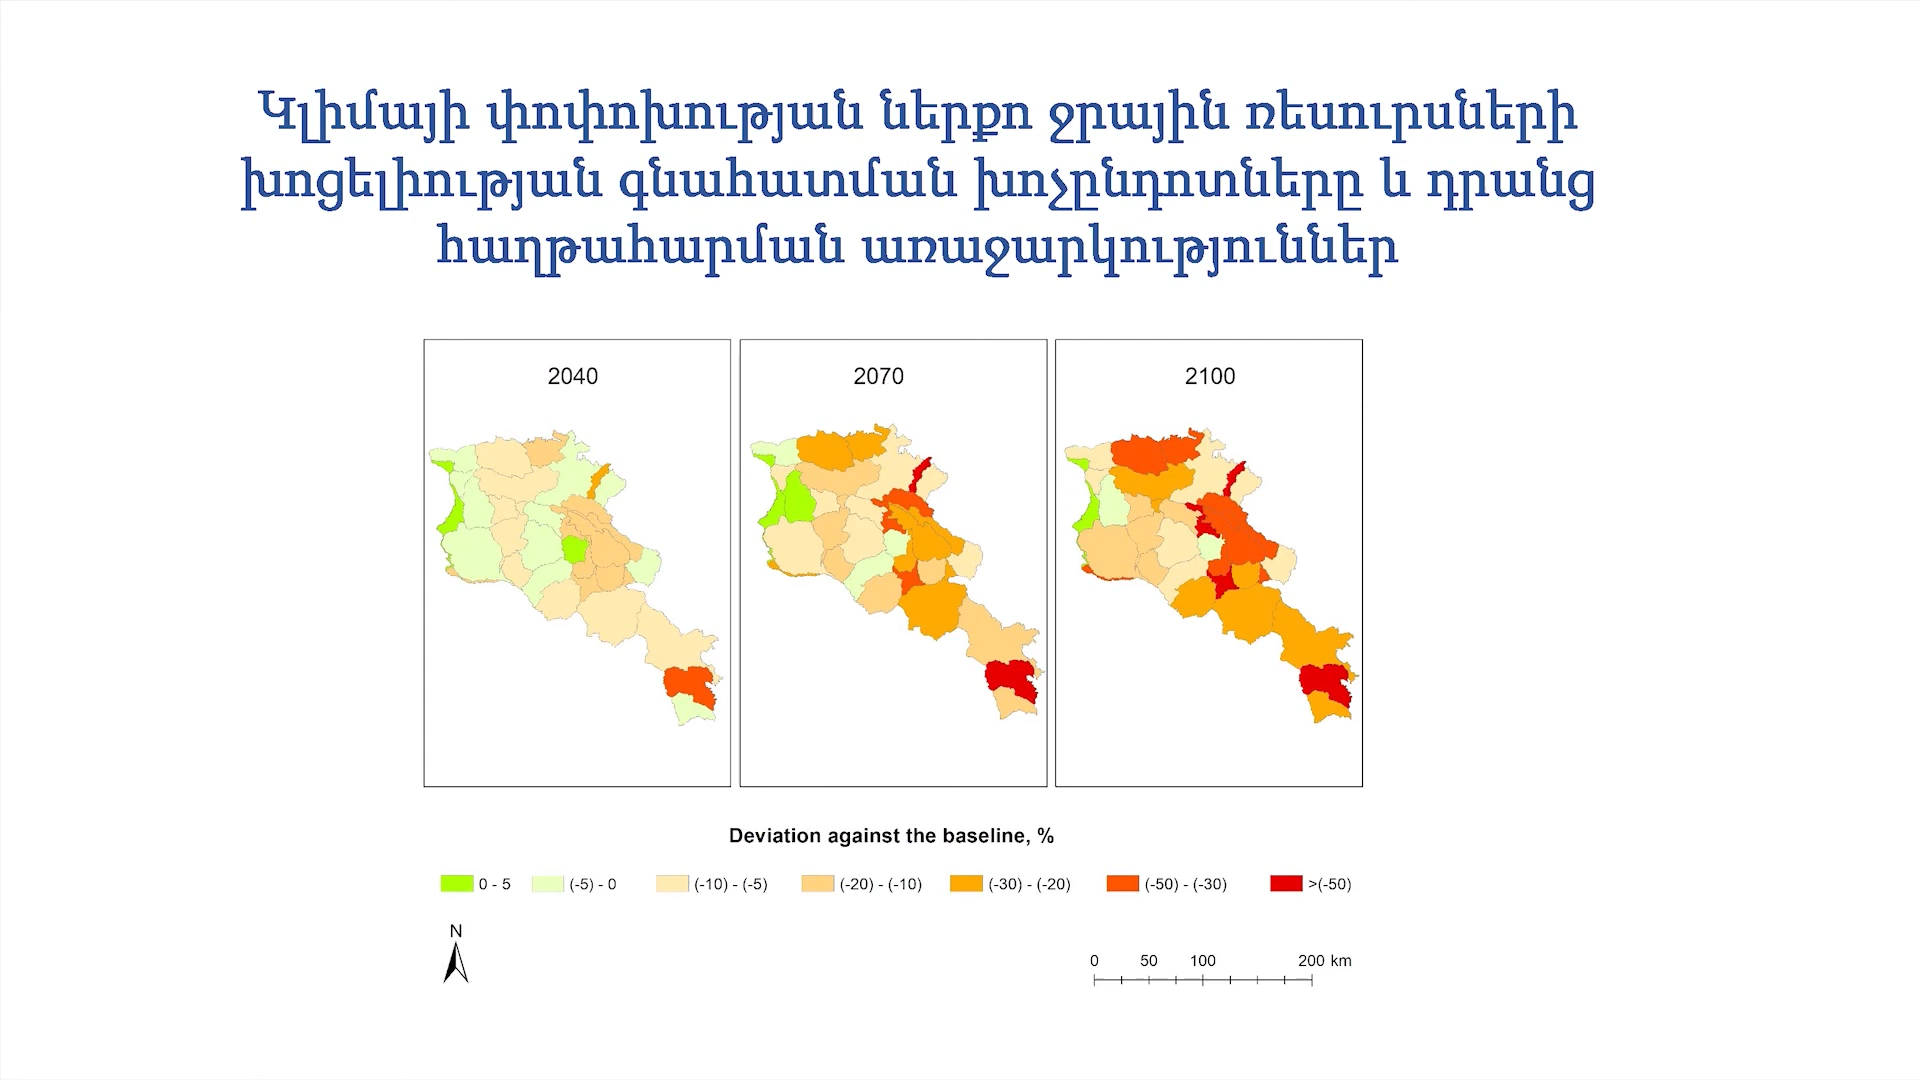 Կլիմայի փոփոխության ներքո ջրային ռեսուրսների
խոցելիության գնահատման խոչընդոտները և դրանց
հաղթահարման առաջարկություններ
2040
2070
2100
Deviation against the baseline, %
0 - 5
(-5) - 0
(-10) - (-5)
(-20) - (-10)
(-30) - (-20)
(-50) - (-30)
>(-50)
N
0 50 100 200 km